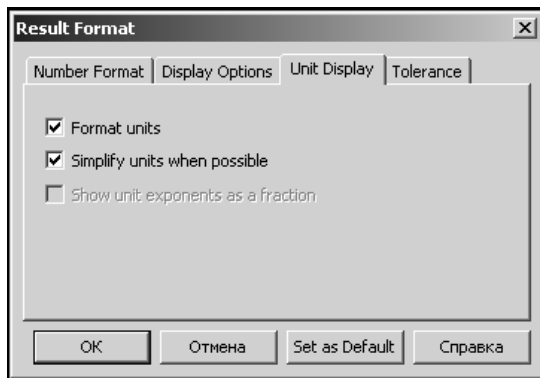 Result Format
Number Format Display Options Unit Display Tolerance
Format units
Simplify units when possible
Show unit exponents as a fraction
OK Отмена Set as Default Справка